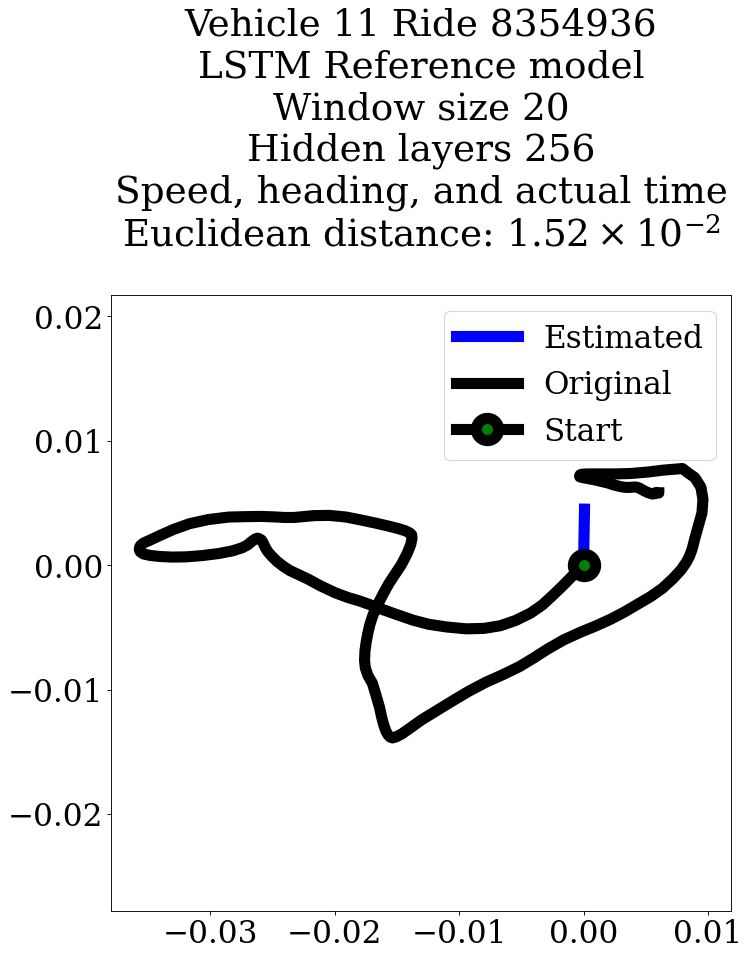 Vehicle 11 Ride 8354936
LSTM Reference model
Window size 20
Hidden layers 256
Speed, heading, and actual time
Euclidean distance: 1.52 × 10⁻²
Estimated
Original
Start
0.02
0.01
0.00
−0.01
−0.02
−0.03 −0.02 −0.01 0.00 0.01